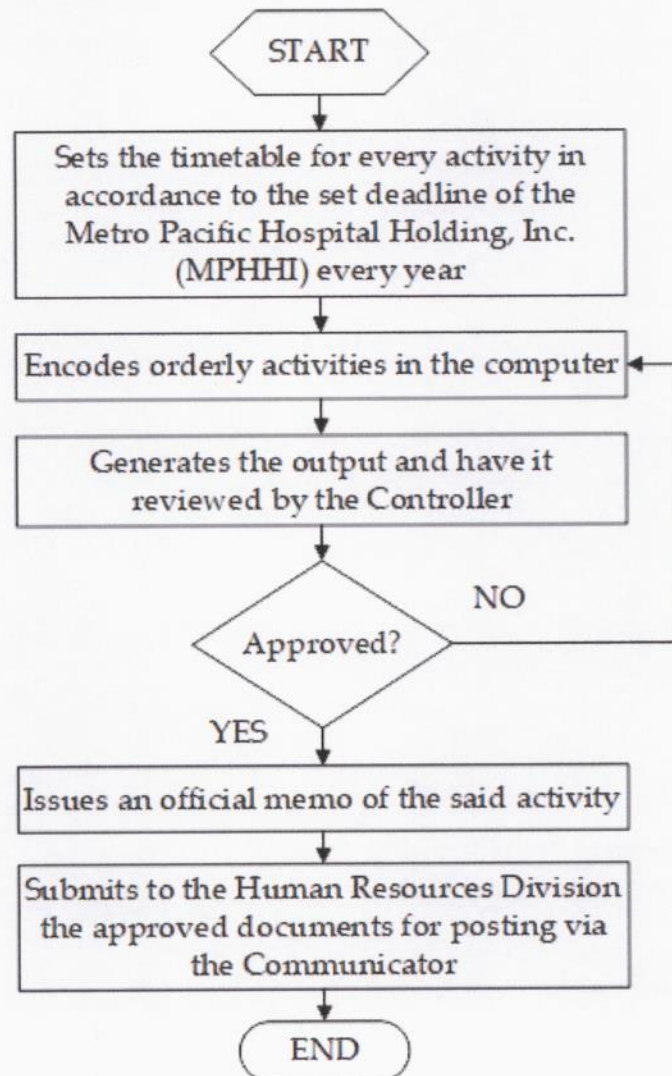 START
Sets the timetable for every activity in
accordance to the set deadline of the
Metro Pacific Hospital Holding, Inc.
(MPHHI) every year
Encodes orderly activities in the computer
Generates the output and have it
reviewed by the Controller
Approved?
NO
YES
Issues an official memo of the said activity
Submits to the Human Resources Division
the approved documents for posting via
the Communicator
END